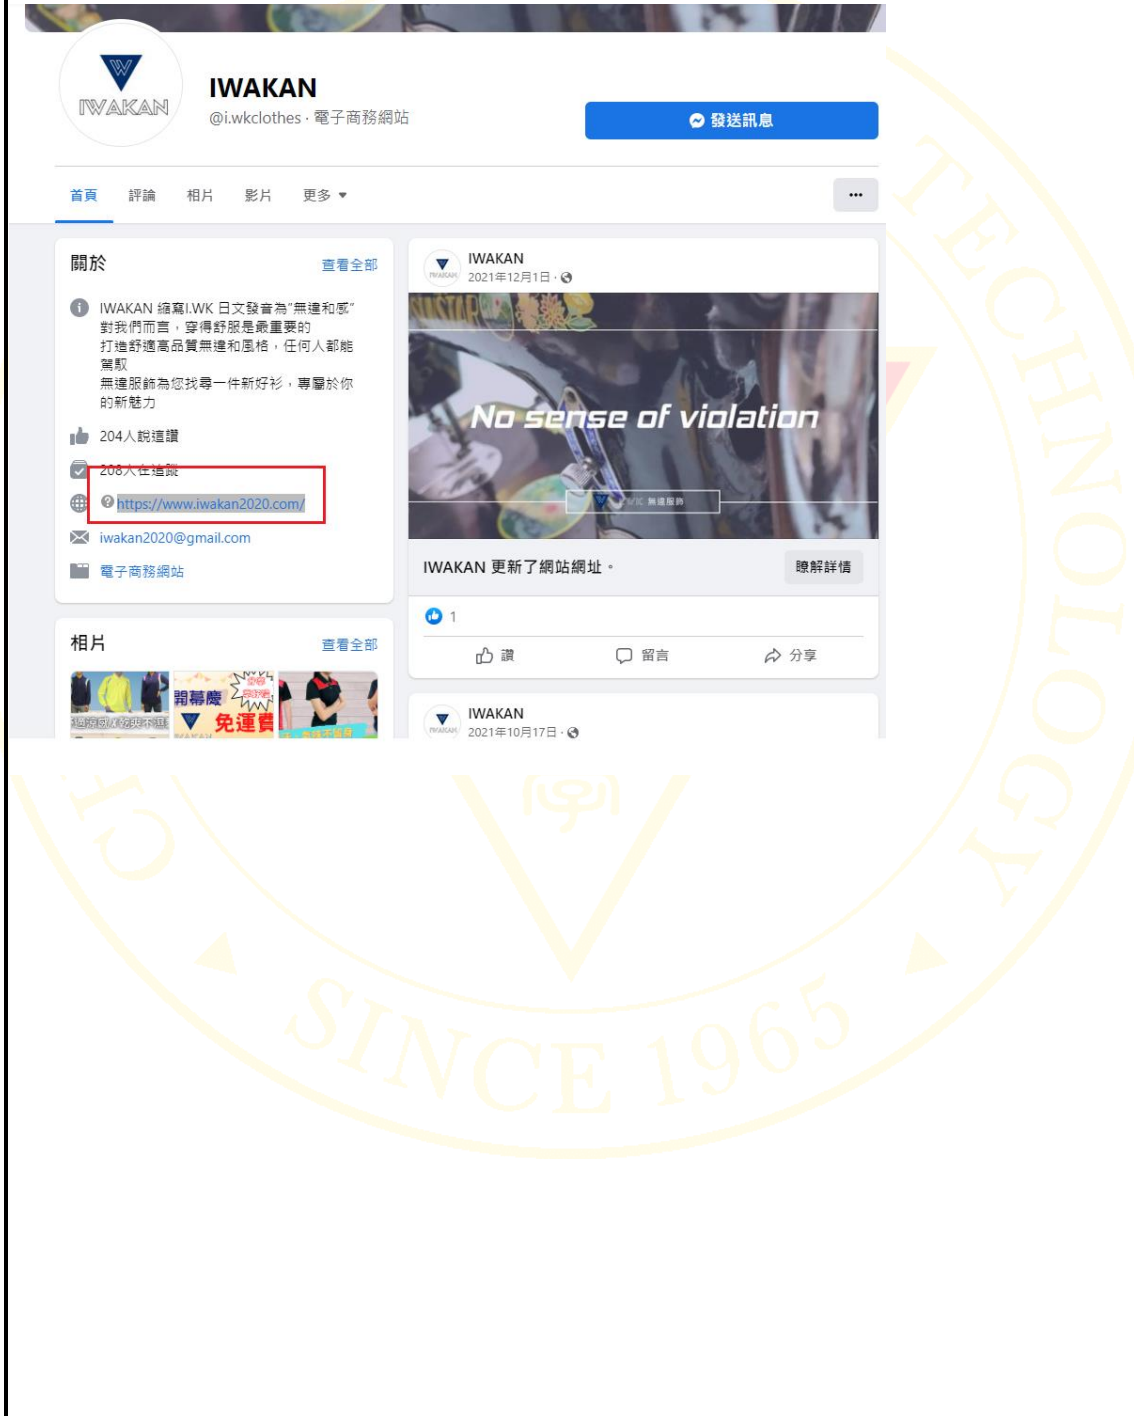 IWAKAN
IWAKAN
@i.wkclothes · 電子商務網站
發送訊息
首頁 評論 相片 影片 更多
關於 查看全部
IWAKAN 縮寫I.WK 日文發音為"無違和感"
對我們而言，穿得舒服是最重要的
打造舒適高品質無違和風格，任何人都能
駕馭
無違服飾為您找尋一件新好衫，專屬於你
的新魅力
204人說這讚
208人在追蹤
https://www.iwakan2020.com/
iwakan2020@gmail.com
電子商務網站
相片 查看全部
開幕慶
免運費
IWAKAN
2021年12月1日
No sense of violation
無違服飾
IWAKAN 更新了網站網址。
瞭解詳情
1
讚 留言 分享
IWAKAN
2021年10月17日
TECHNOLOGY
SINCE 1965